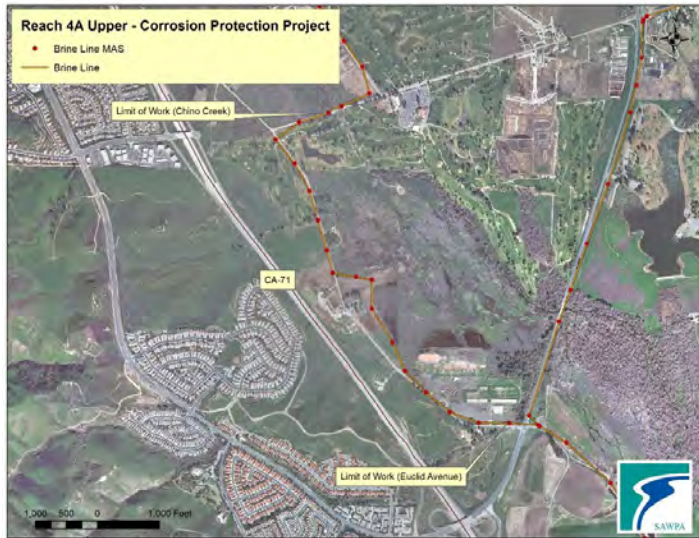 Reach 4A Upper - Corrosion Protection Project
Brine Line MAS
Brine Line
Limit of Work (Chino Creek)
CA-71
Limit of Work (Euclid Avenue)
1,000 500 0 1,000 Feet
SAWPA